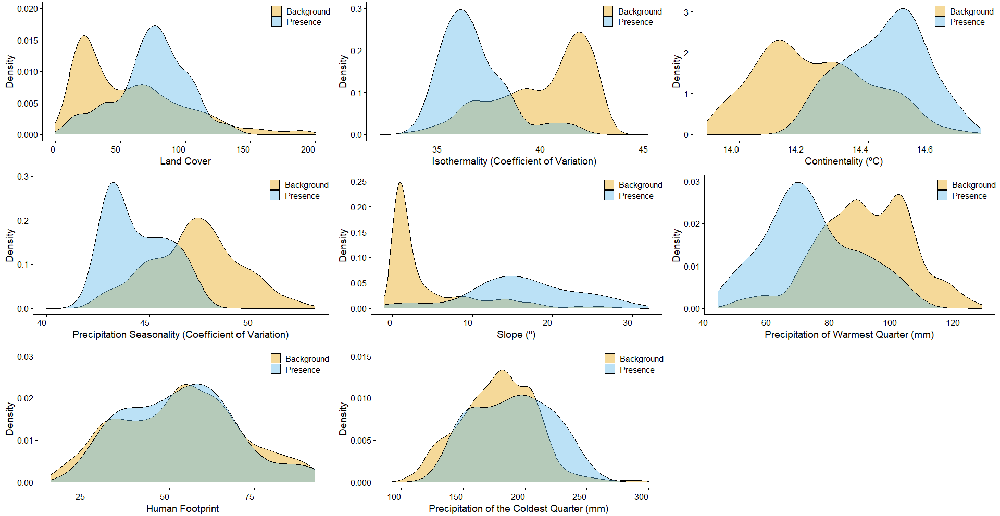 0.020
0.015
0.010
0.005
0.000
Density
0 50 100 150 200
Land Cover
Background
Presence
0.3
0.2
0.1
0.0
Density
35 40 45
Isothermality (Coefficient of Variation)
Background
Presence
3
2
1
0
Density
14.0 14.2 14.4 14.6
Continentality (ºC)
Background
Presence
0.3
0.2
0.1
0.0
Density
40 45 50
Precipitation Seasonality (Coefficient of Variation)
Background
Presence
0.25
0.20
0.15
0.10
0.05
0.00
Density
0 10 20 30
Slope (º)
Background
Presence
0.03
0.02
0.01
0.00
Density
40 60 80 100 120
Precipitation of Warmest Quarter (mm)
Background
Presence
0.03
0.02
0.01
0.00
Density
25 50 75
Human Footprint
Background
Presence
0.015
0.010
0.005
0.000
Density
100 150 200 250 300
Precipitation of the Coldest Quarter (mm)
Background
Presence